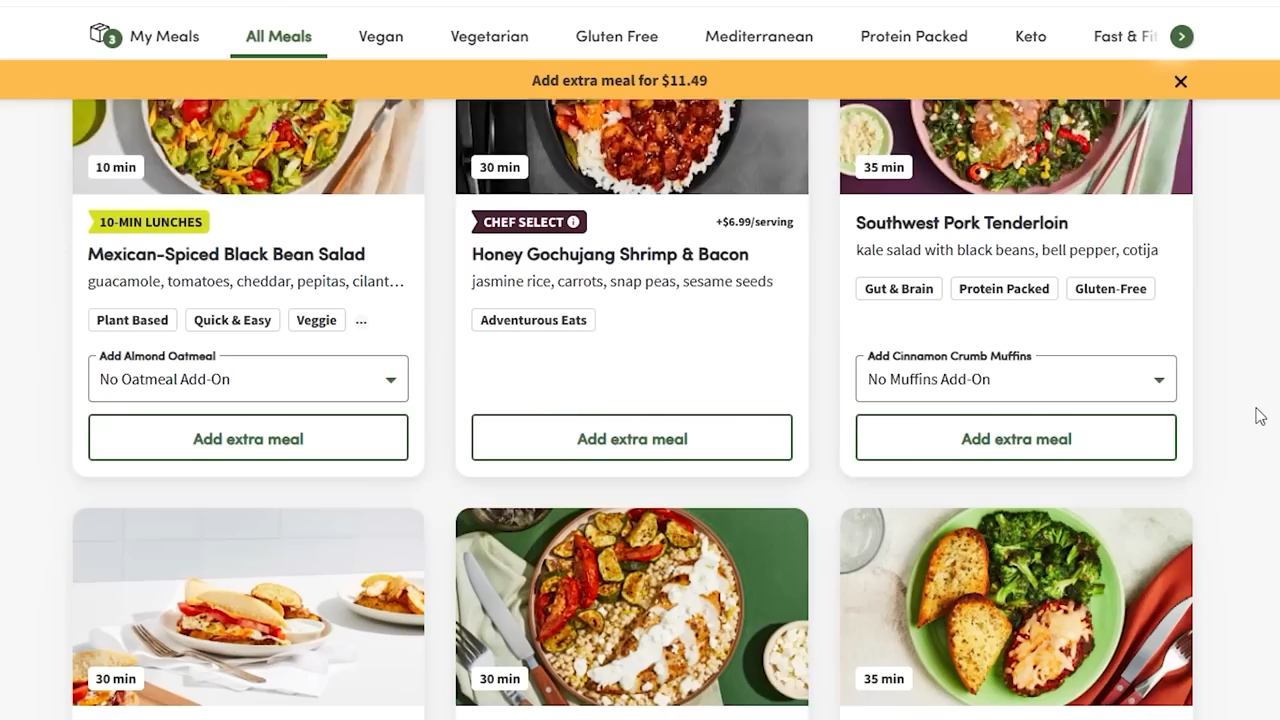 3 My Meals All Meals Vegan Vegetarian Gluten Free Mediterranean Protein Packed Keto Fast & Fit
Add extra meal for $11.49
10 min
30 min
35 min
10-MIN LUNCHES
Mexican-Spiced Black Bean Salad
guacamole, tomatoes, cheddar, pepitas, cilant...
Plant Based Quick & Easy Veggie ...
Add Almond Oatmeal
No Oatmeal Add-On
Add extra meal
CHEF SELECT
+$6.99/serving
Honey Gochujang Shrimp & Bacon
jasmine rice, carrots, snap peas, sesame seeds
Adventurous Eats
Add extra meal
Southwest Pork Tenderloin
kale salad with black beans, bell pepper, cotija
Gut & Brain Protein Packed Gluten-Free
Add Cinnamon Crumb Muffins
No Muffins Add-On
Add extra meal
30 min
30 min
35 min